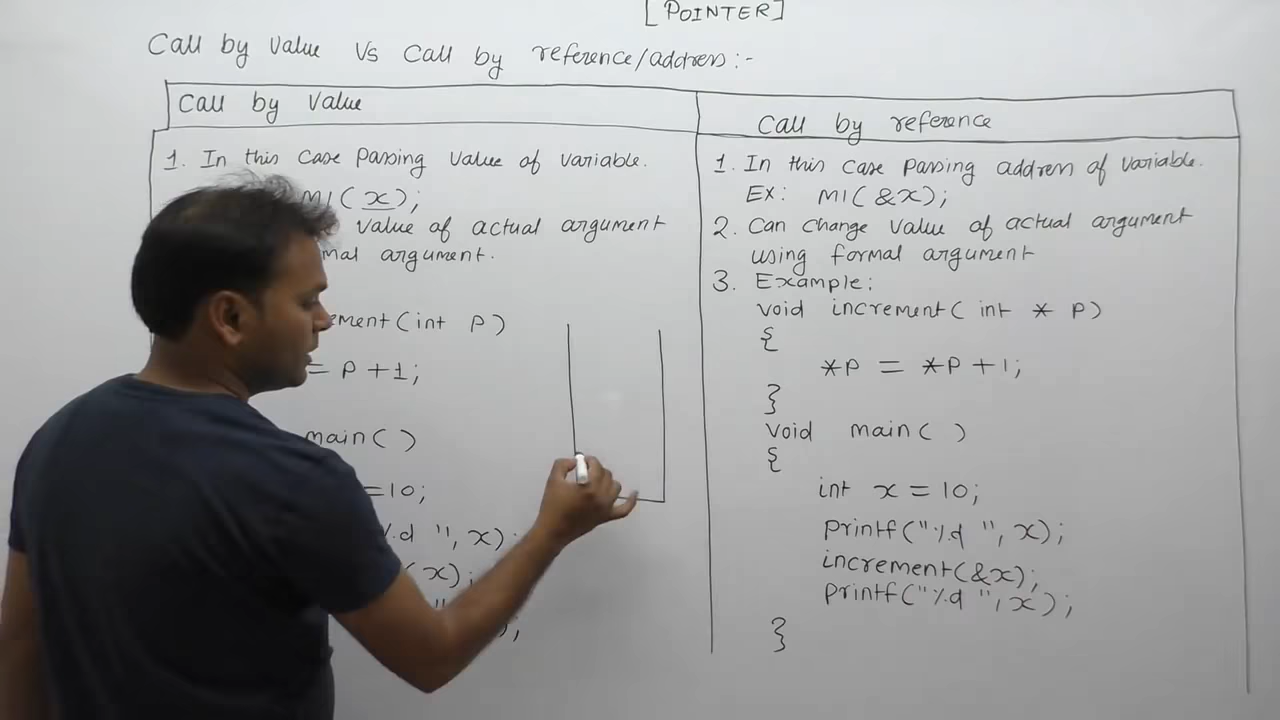 [POINTER]
Call by Value Vs Call by reference/address:-
Call by Value
1. In this case Passing value of variable.
M1(x);
value of actual argument
argument.
ement(int P)
= P+1;
main( )
=10;
%d ", x);
(x);
"
);
Call by reference
1. In this case passing address of variable.
EX: M1(&x);
2. Can change value of actual argument
using formal argument
3. Example:
void increment( int * P)
{
*P = *P+1;
}
void main( )
{
int x=10;
Printf("%d ", x);
increment(&x);
Printf("%d ", x);
}